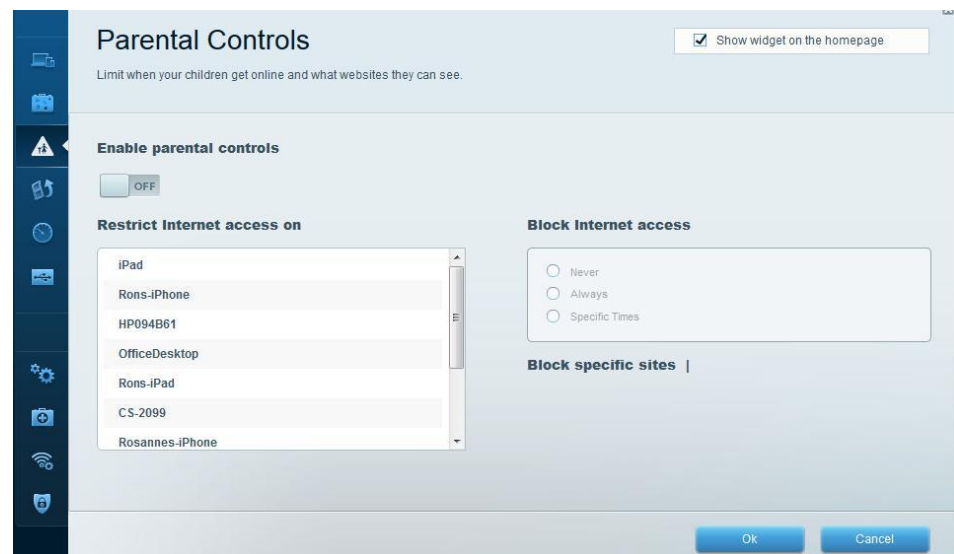 Parental Controls
Show widget on the homepage
Limit when your children get online and what websites they can see.
Enable parental controls
OFF
Restrict Internet access on
iPad
Rons-iPhone
HP094B61
OfficeDesktop
Rons-iPad
CS-2099
Rosannes-iPhone
Block Internet access
Never
Always
Specific Times
Block specific sites |
Ok
Cancel